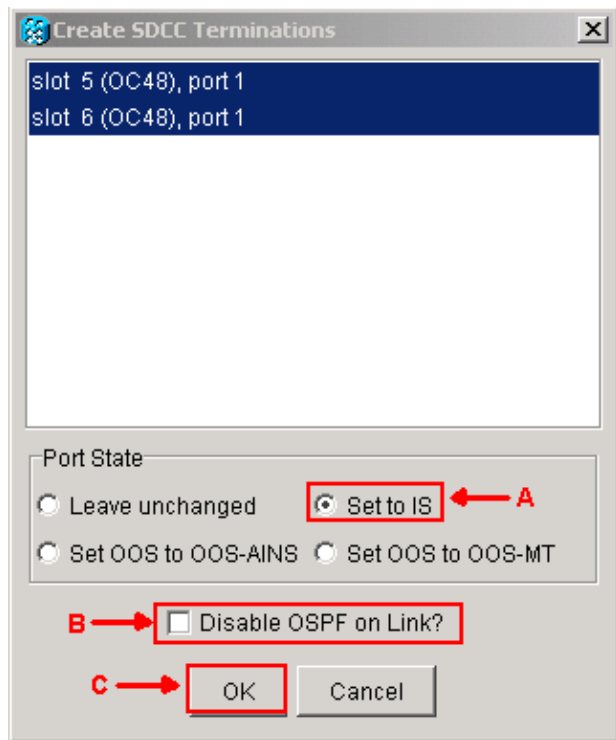 Create SDCC Terminations
slot 5 (OC48), port 1
slot 6 (OC48), port 1
Port State
Leave unchanged
Set to IS
A
Set OOS to OOS-AINS
Set OOS to OOS-MT
B
Disable OSPF on Link?
C
OK
Cancel